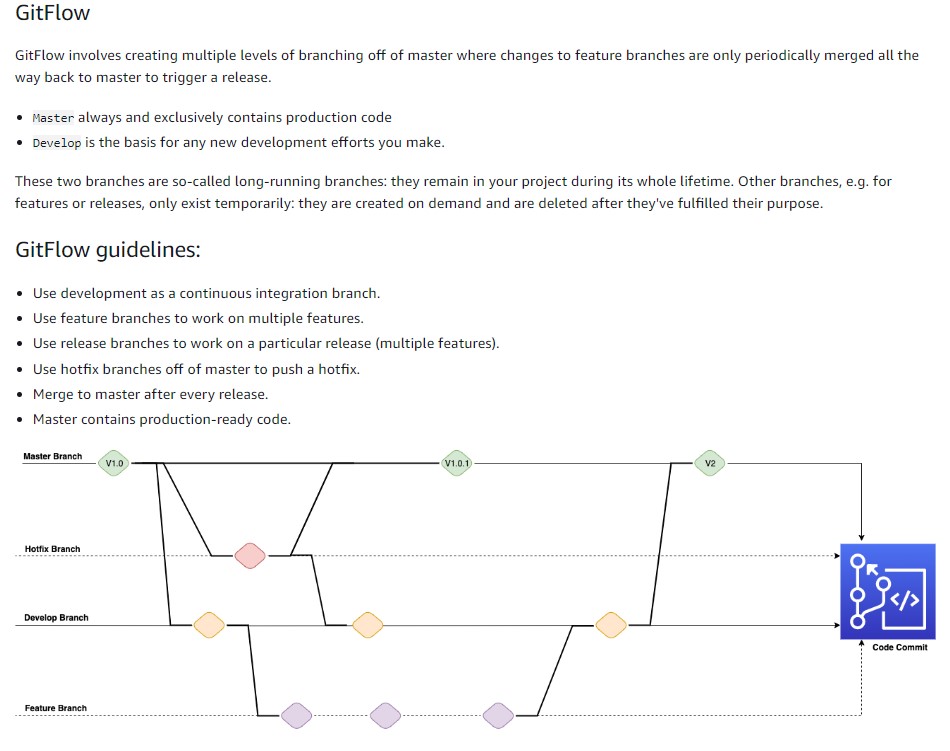 GitFlow
GitFlow involves creating multiple levels of branching off of master where changes to feature branches are only periodically merged all the
way back to master to trigger a release.
• Master always and exclusively contains production code
• Develop is the basis for any new development efforts you make.
These two branches are so-called long-running branches: they remain in your project during its whole lifetime. Other branches, e.g. for
features or releases, only exist temporarily: they are created on demand and are deleted after they've fulfilled their purpose.
GitFlow guidelines:
• Use development as a continuous integration branch.
• Use feature branches to work on multiple features.
• Use release branches to work on a particular release (multiple features).
• Use hotfix branches off of master to push a hotfix.
• Merge to master after every release.
• Master contains production-ready code.
Master Branch
V1.0
V1.0.1
V2
Hotfix Branch
Develop Branch
</>
Code Commit
Feature Branch